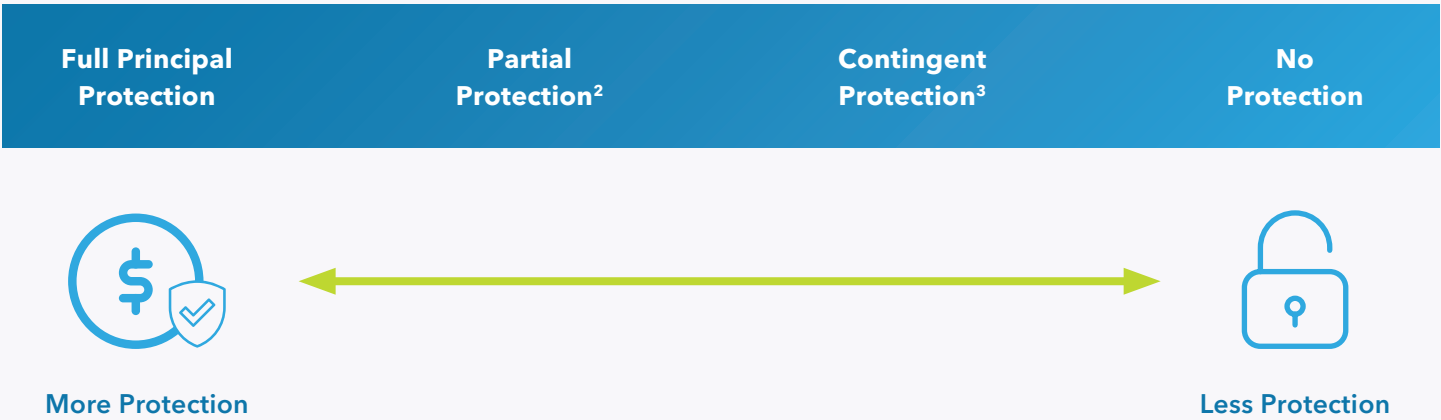 Full Principal
Protection
Partial
Protection²
Contingent
Protection³
No
Protection
$
More Protection
Less Protection